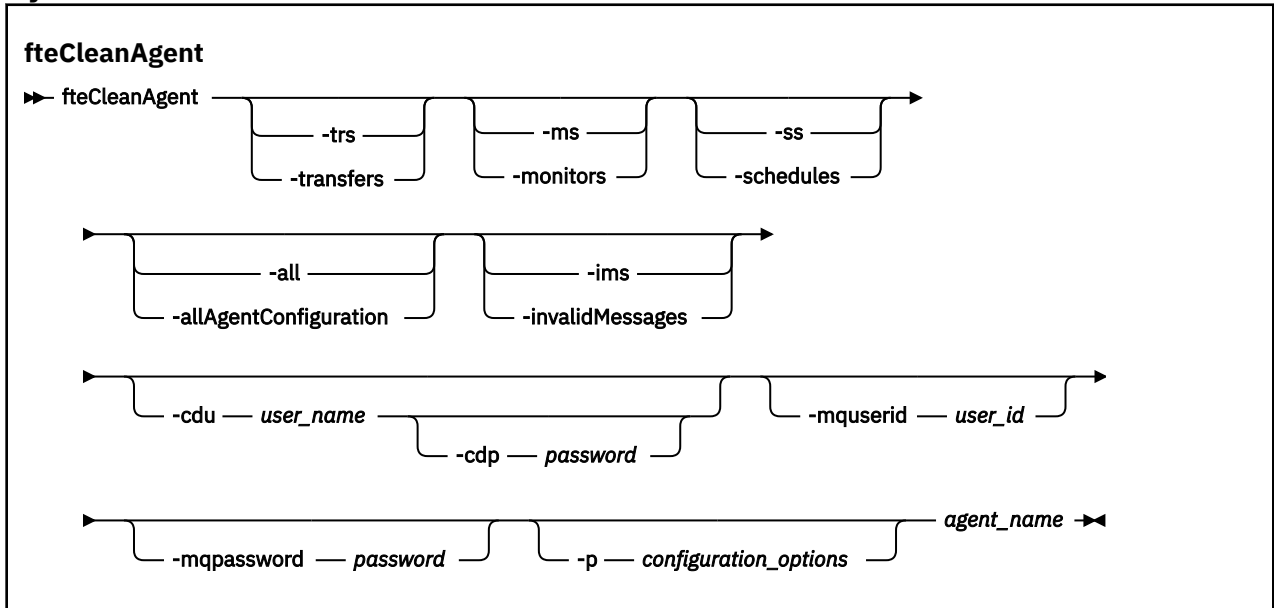 fteCleanAgent
fteCleanAgent
-trs -ms -ss
-transfers -monitors -schedules
-all -ims
-allAgentConfiguration -invalidMessages
-cdu user_name -mquserid user_id
-cdp password
agent_name
-mqpassword password -p configuration_options